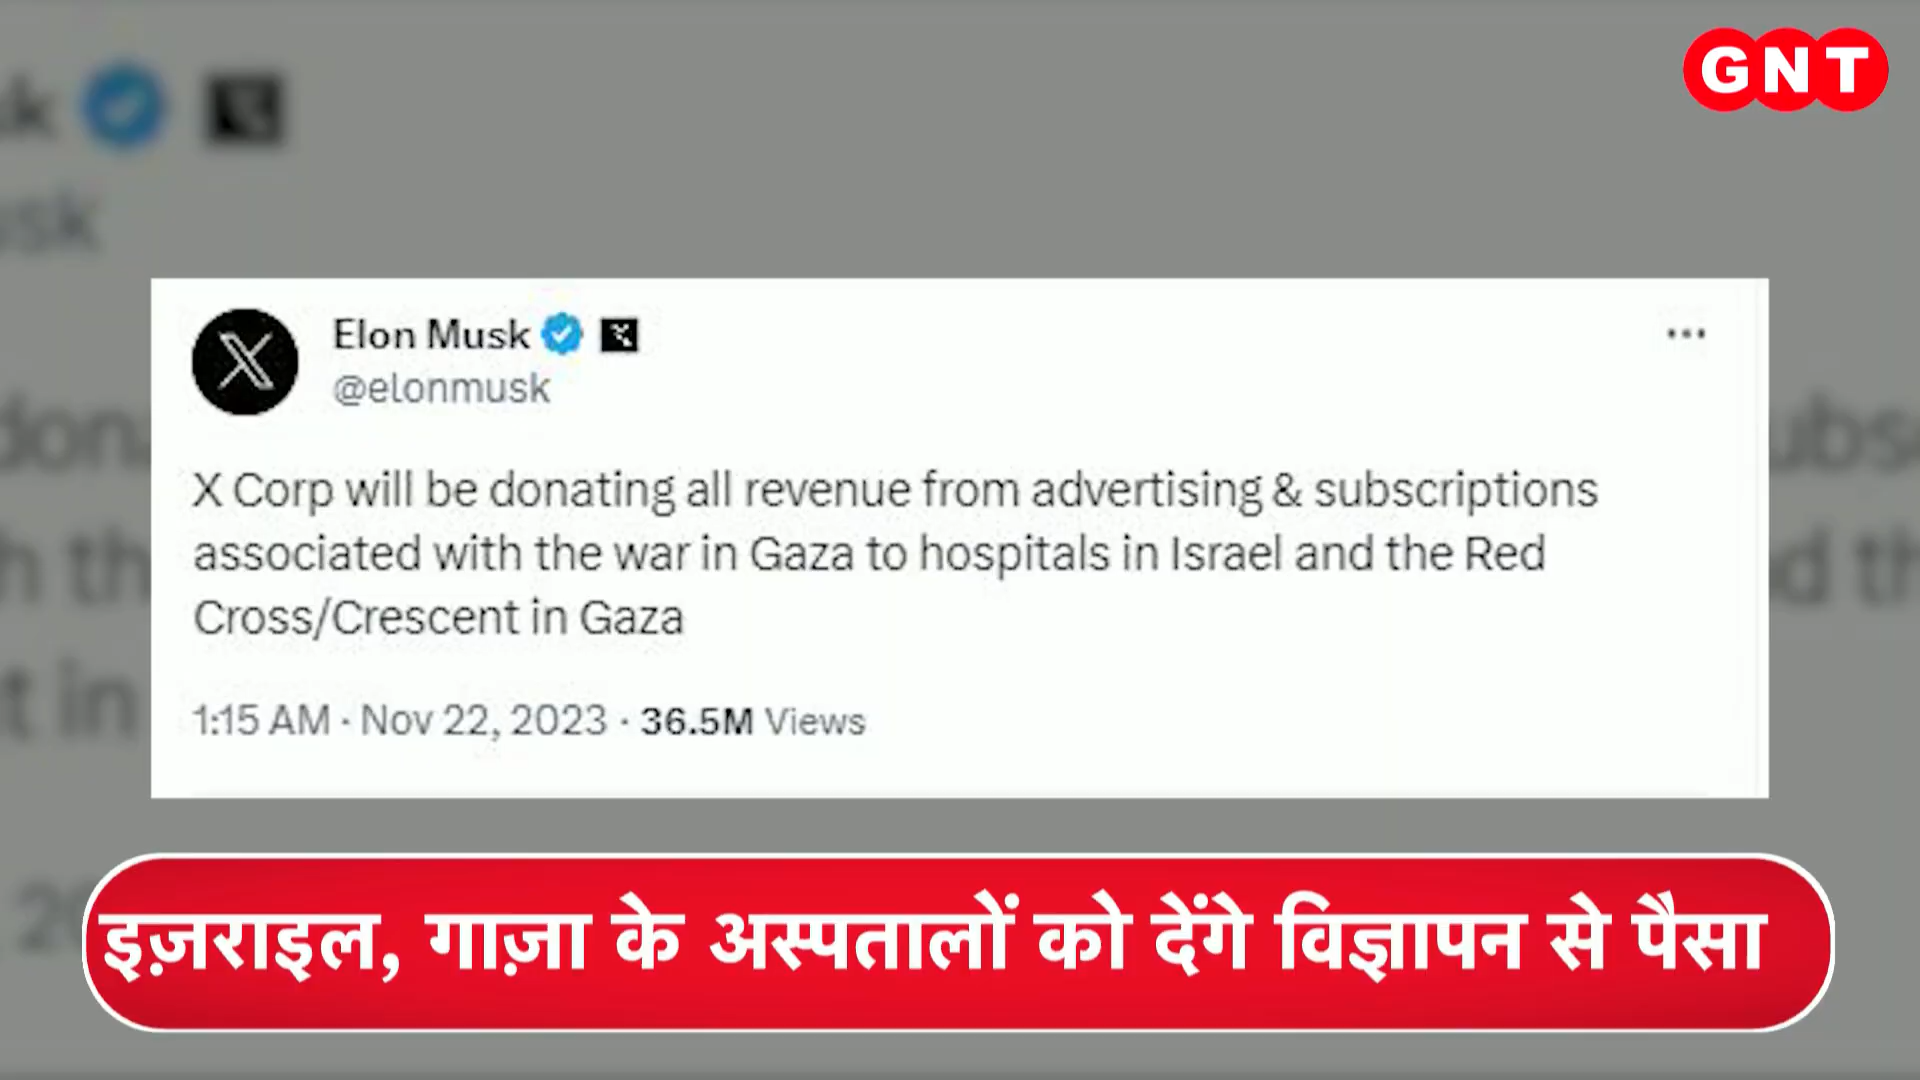 GNT
Elon Musk
@elonmusk
X Corp will be donating all revenue from advertising & subscriptions
associated with the war in Gaza to hospitals in Israel and the Red
Cross/Crescent in Gaza
1:15 AM · Nov 22, 2023 · 36.5M Views
इज़राइल, गाज़ा के अस्पतालों को देंगे विज्ञापन से पैसा